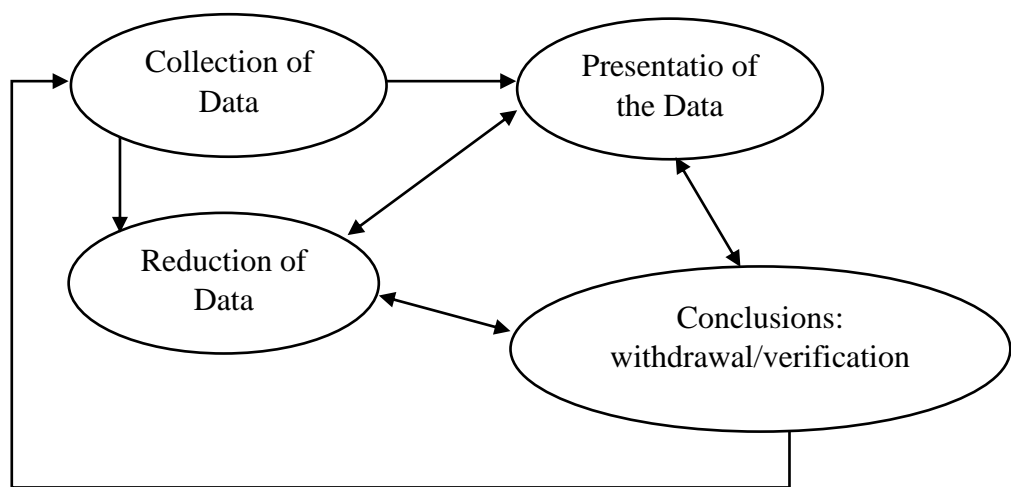 Collection of
Data
Presentatio of
the Data
Reduction of
Data
Conclusions:
withdrawal/verification